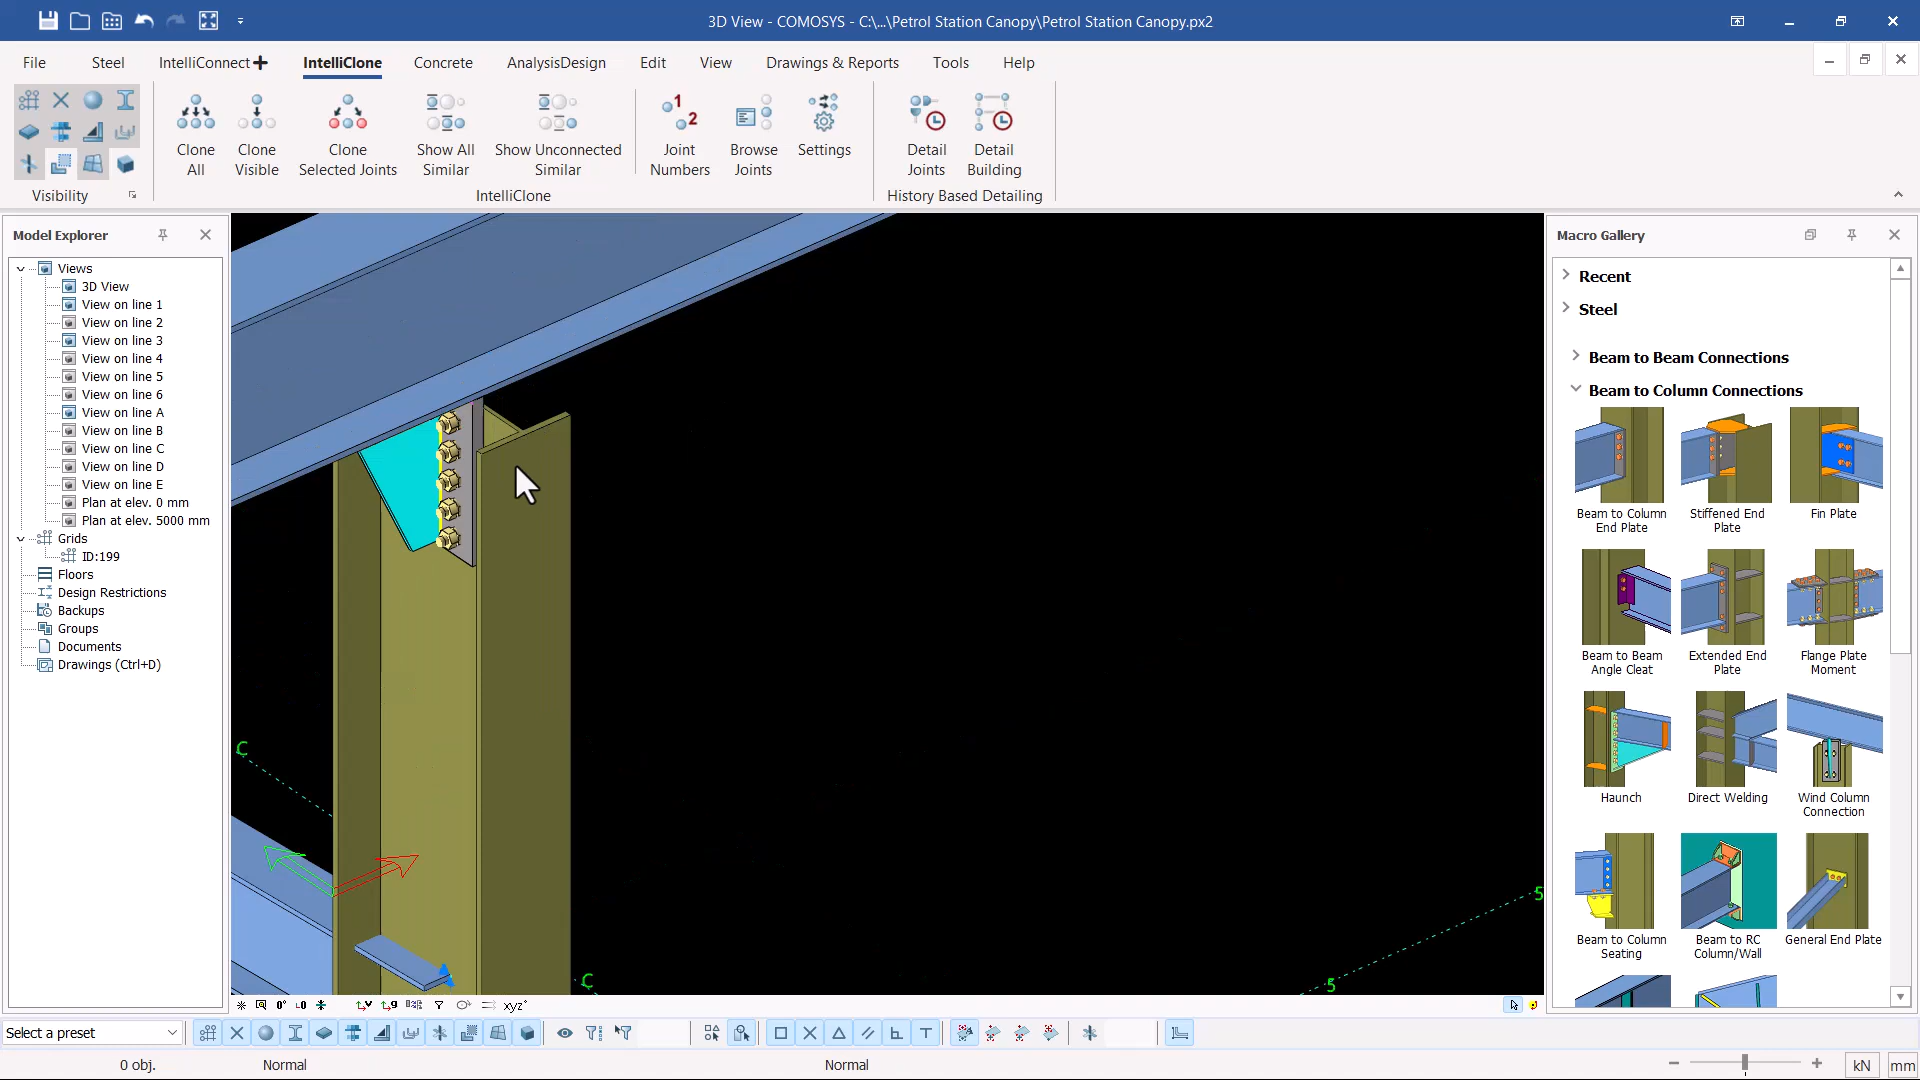 3D View - COMOSYS - C:\...\Petrol Station Canopy\Petrol Station Canopy.px2
File
Steel
IntelliConnect
IntelliClone
Concrete
AnalysisDesign
Edit
View
Drawings & Reports
Tools
Help
Clone All
Clone Visible
Clone Selected Joints
Show All Similar
Show Unconnected Similar
1 2
Joint Numbers
Browse Joints
Settings
Detail Joints
Detail Building
Visibility
IntelliClone
History Based Detailing
Model Explorer
Views
3D View
View on line 1
View on line 2
View on line 3
View on line 4
View on line 5
View on line 6
View on line A
View on line B
View on line C
View on line D
View on line E
Plan at elev. 0 mm
Plan at elev. 5000 mm
Grids
ID:199
Floors
Design Restrictions
Backups
Groups
Documents
Drawings (Ctrl+D)
C
C
5
5
Macro Gallery
Recent
Steel
Beam to Beam Connections
Beam to Column Connections
Beam to Column End Plate
Stiffened End Plate
Fin Plate
Beam to Beam Angle Cleat
Extended End Plate
Flange Plate Moment
Haunch
Direct Welding
Wind Column Connection
Beam to Column Seating
Beam to RC Column/Wall
General End Plate
xyz
Select a preset
0 obj.
Normal
Normal
kN
mm